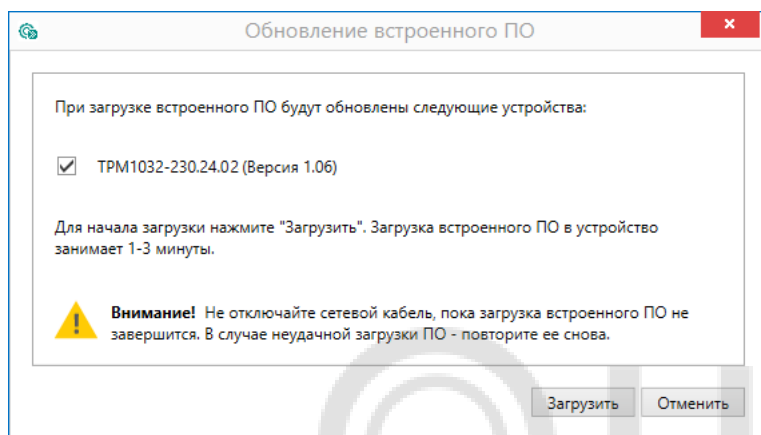 Обновление встроенного ПО
При загрузке встроенного ПО будут обновлены следующие устройства:
ТРМ1032-230.24.02 (Версия 1.06)
Для начала загрузки нажмите "Загрузить". Загрузка встроенного ПО в устройство
занимает 1-3 минуты.
Внимание! Не отключайте сетевой кабель, пока загрузка встроенного ПО не
завершится. В случае неудачной загрузки ПО - повторите ее снова.
Загрузить Отменить